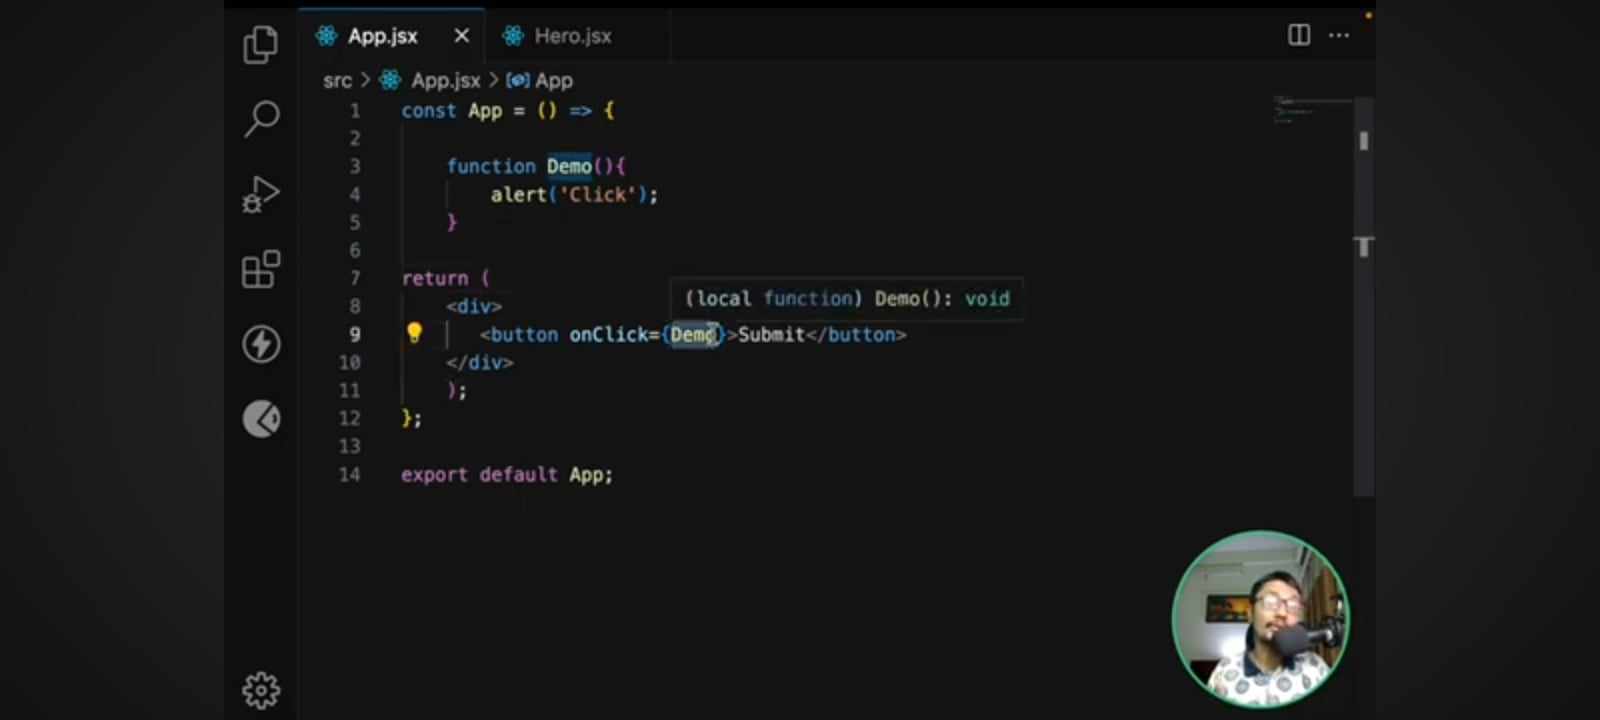 App.jsx
Hero.jsx
src > App.jsx > App
1 const App = () => {
2
3 function Demo(){
4 alert('Click');
5 }
6
7 return (
8 <div>
(local function) Demo(): void
9 <button onClick={Demo}>Submit</button>
10 </div>
11 );
12 };
13
14 export default App;